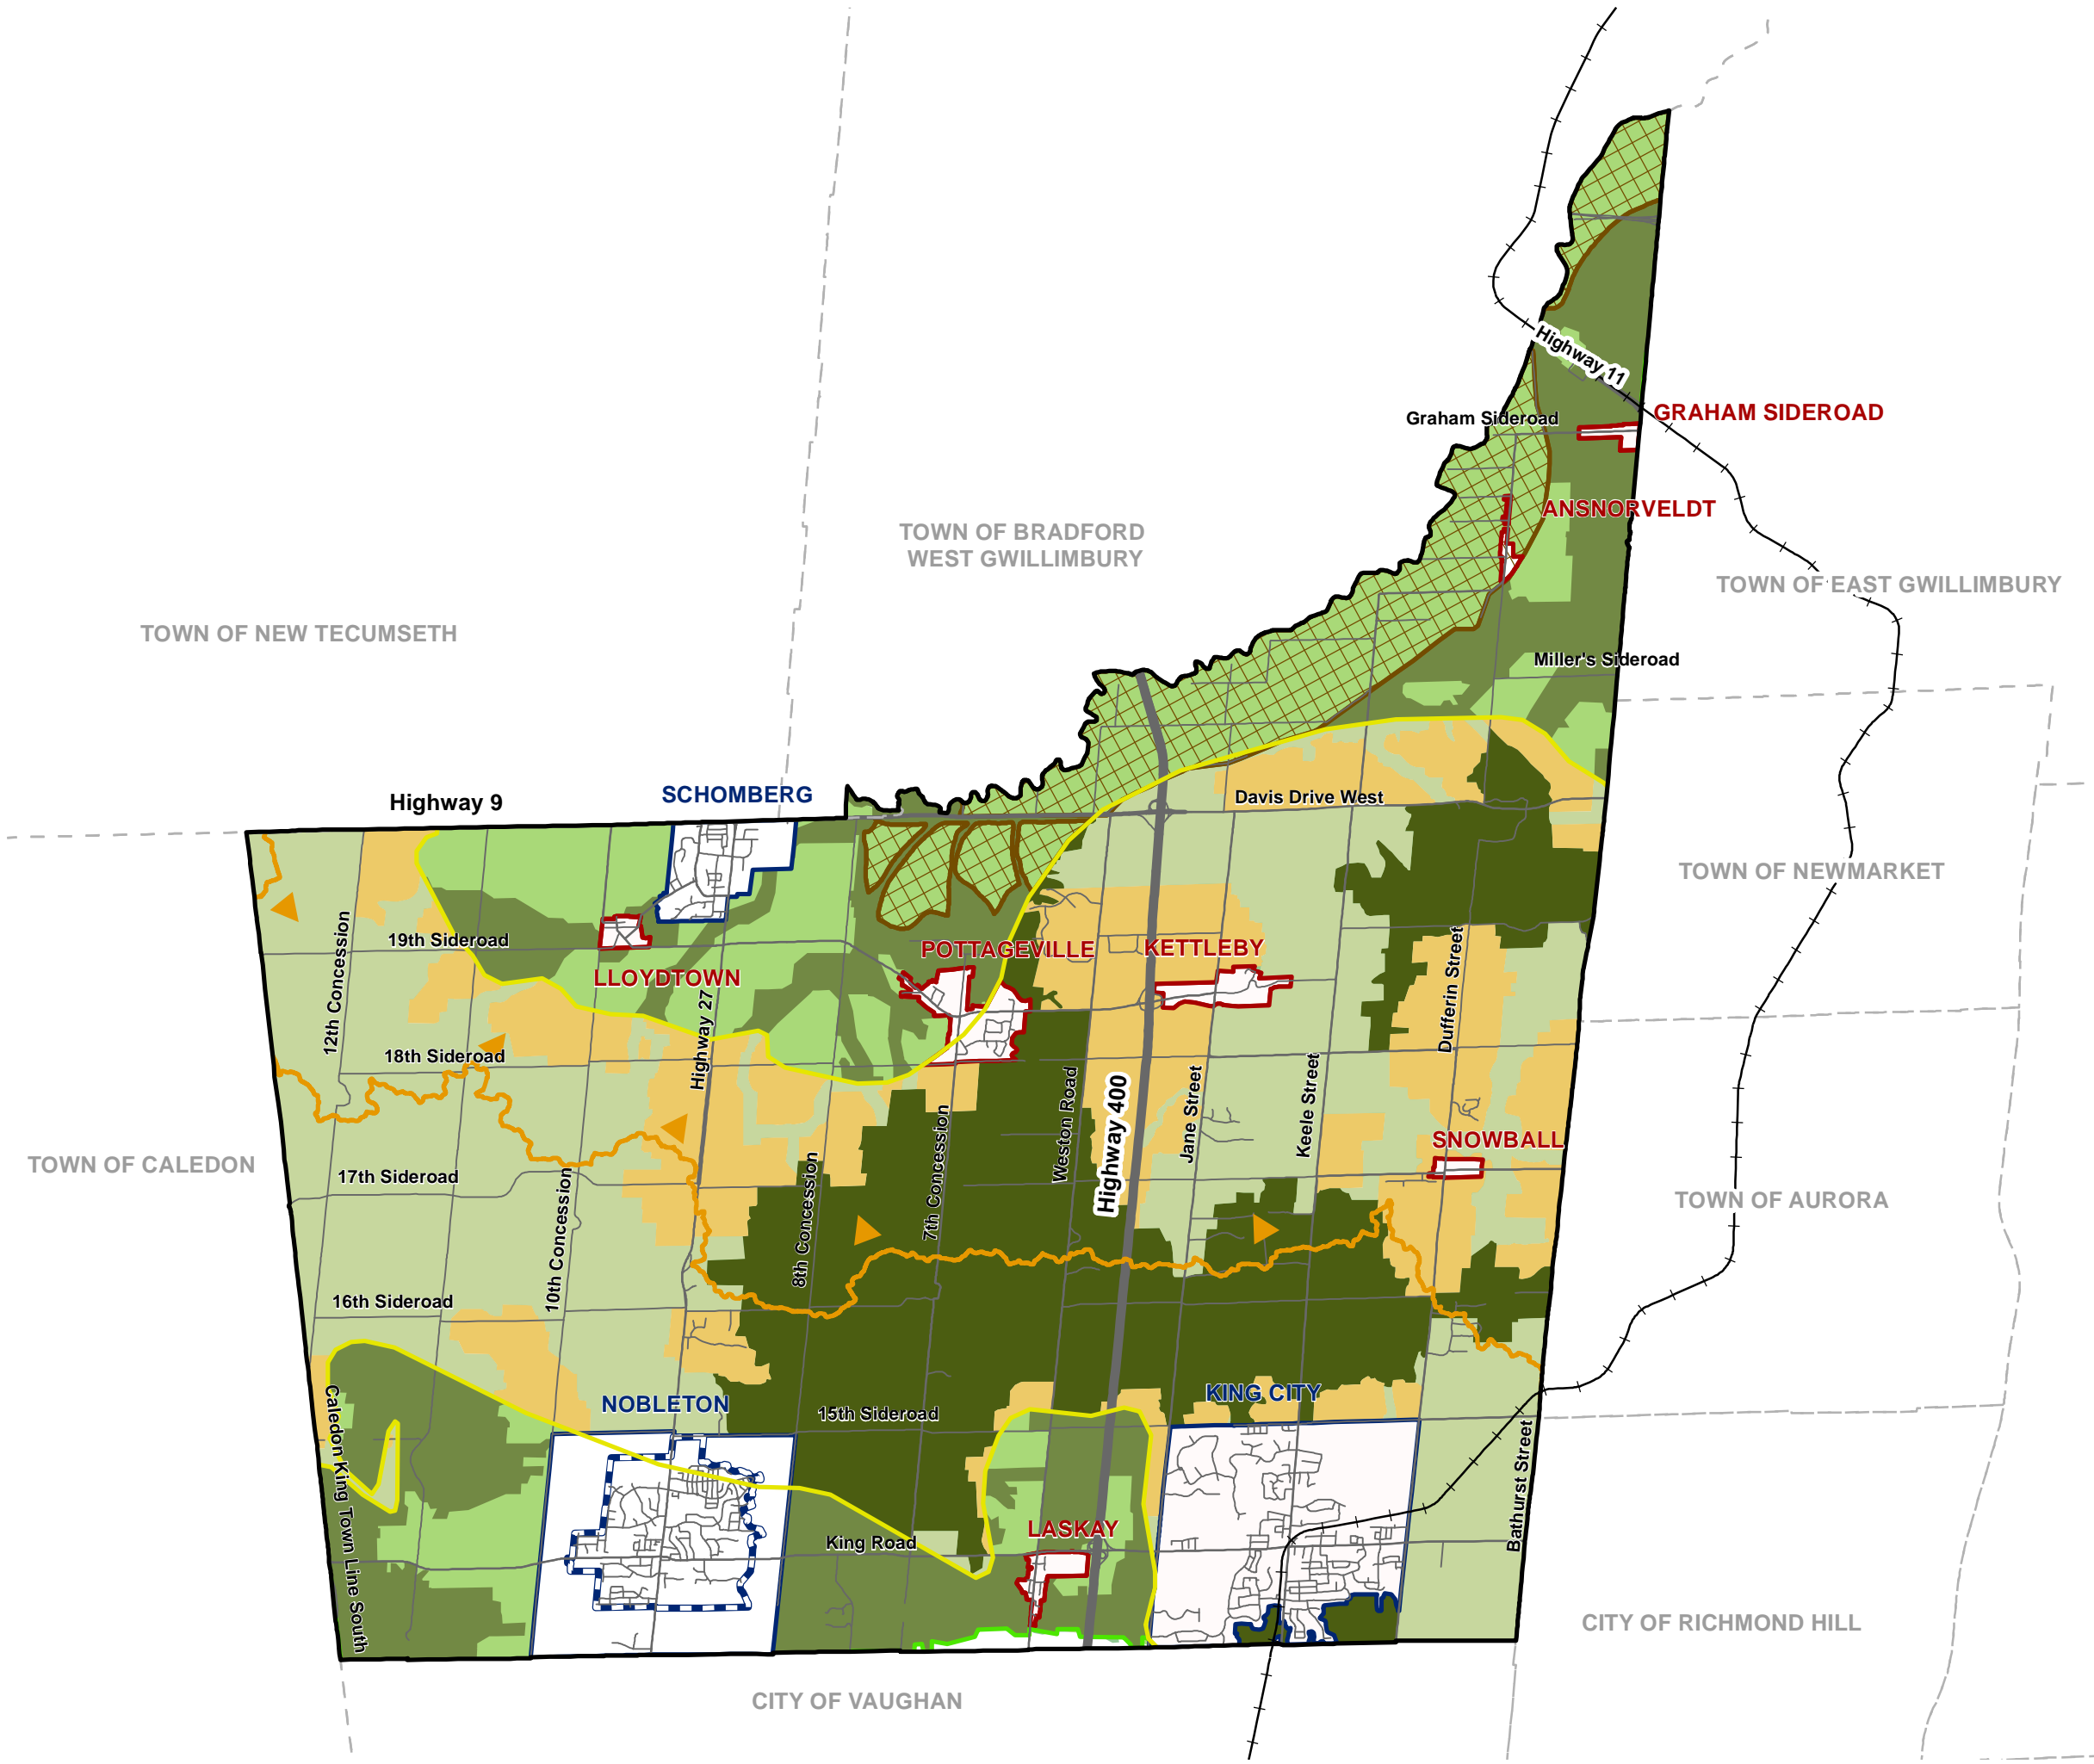 Highway 11
GRAHAM SIDEROAD
Graham Sideroad
ANSNORVELDT
TOWN OF BRADFORD
WEST GWILLIMBURY
TOWN OF EAST GWILLIMBURY
TOWN OF NEW TECUMSETH
Miller's Sideroad
SCHOMBERG
Highway 9
Davis Drive West
TOWN OF NEWMARKET
19th Sideroad
POTTAGEVILLE
KETTLEBY
LLOYDTOWN
12th Concession
Highway 27
Dufferin Street
18th Sideroad
Weston Road
Highway 400
Jane Street
Keele Street
SNOWBALL
TOWN OF CALEDON
17th Sideroad
10th Concession
8th Concession
7th Concession
TOWN OF AURORA
16th Sideroad
NOBLETON
KING CITY
15th Sideroad
Caledon King Town Line South
Bathurst Street
LASKAY
King Road
CITY OF RICHMOND HILL
CITY OF VAUGHAN